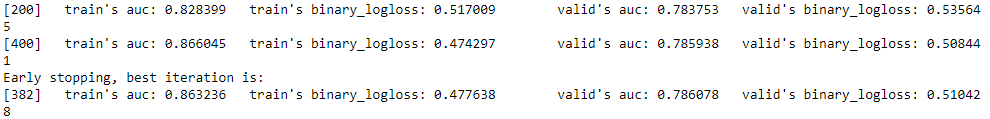 [200] train's auc: 0.828399 train's binary_logloss: 0.517009 valid's auc: 0.783753 valid's binary_logloss: 0.53564
5
[400] train's auc: 0.866045 train's binary_logloss: 0.474297 valid's auc: 0.785938 valid's binary_logloss: 0.50844
1
Early stopping, best iteration is:
[382] train's auc: 0.863236 train's binary_logloss: 0.477638 valid's auc: 0.786078 valid's binary_logloss: 0.51042
8